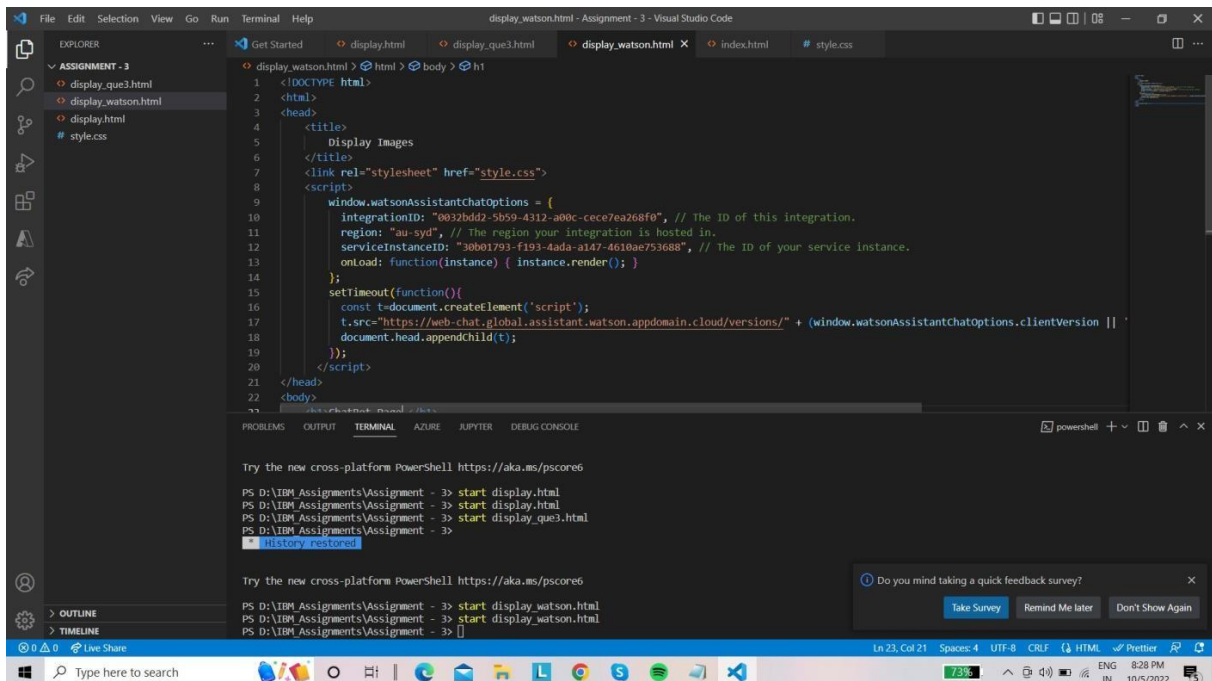 File Edit Selection View Go Run Terminal Help
display_watson.html - Assignment - 3 - Visual Studio Code
EXPLORER
ASSIGNMENT - 3
display_que3.html
display_watson.html
display.html
style.css
OUTLINE
TIMELINE
Get Started display.html display_que3.html display_watson.html index.html style.css
display_watson.html > html > body > h1
1 <!DOCTYPE html>
2 <html>
3 <head>
4 <title>
5 Display Images
6 </title>
7 <link rel="stylesheet" href="style.css">
8 <script>
9 window.watsonAssistantChatOptions = {
10 integrationID: "0032bdd2-5b59-4312-a00c-cece7ea268f0", // The ID of this integration.
11 region: "au-syd", // The region your integration is hosted in.
12 serviceInstanceID: "30b01793-f193-4ada-a147-4610ae753688", // The ID of your service instance.
13 onLoad: function(instance) { instance.render(); }
14 };
15 setTimeout(function(){
16 const t=document.createElement('script');
17 t.src="https://web-chat.global.assistant.watson.appdomain.cloud/versions/" + (window.watsonAssistantChatOptions.clientVersion || '
18 document.head.appendChild(t);
19 });
20 </script>
21 </head>
22 <body>
23 <h1>ChatBot Page </h1>
PROBLEMS OUTPUT TERMINAL AZURE JUPYTER DEBUG CONSOLE
powershell
Try the new cross-platform PowerShell https://aka.ms/pscore6
PS D:\IBM_Assignments\Assignment - 3> start display.html
PS D:\IBM_Assignments\Assignment - 3> start display.html
PS D:\IBM_Assignments\Assignment - 3> start display_que3.html
PS D:\IBM_Assignments\Assignment - 3>
* History restored
Try the new cross-platform PowerShell https://aka.ms/pscore6
PS D:\IBM_Assignments\Assignment - 3> start display_watson.html
PS D:\IBM_Assignments\Assignment - 3> start display_watson.html
PS D:\IBM_Assignments\Assignment - 3>
Do you mind taking a quick feedback survey?
Take Survey Remind Me later Don't Show Again
0 0 Live Share
Ln 23, Col 21 Spaces: 4 UTF-8 CRLF HTML Prettier
Type here to search
73%
ENG 8:28 PM
IN 10/5/2022
5